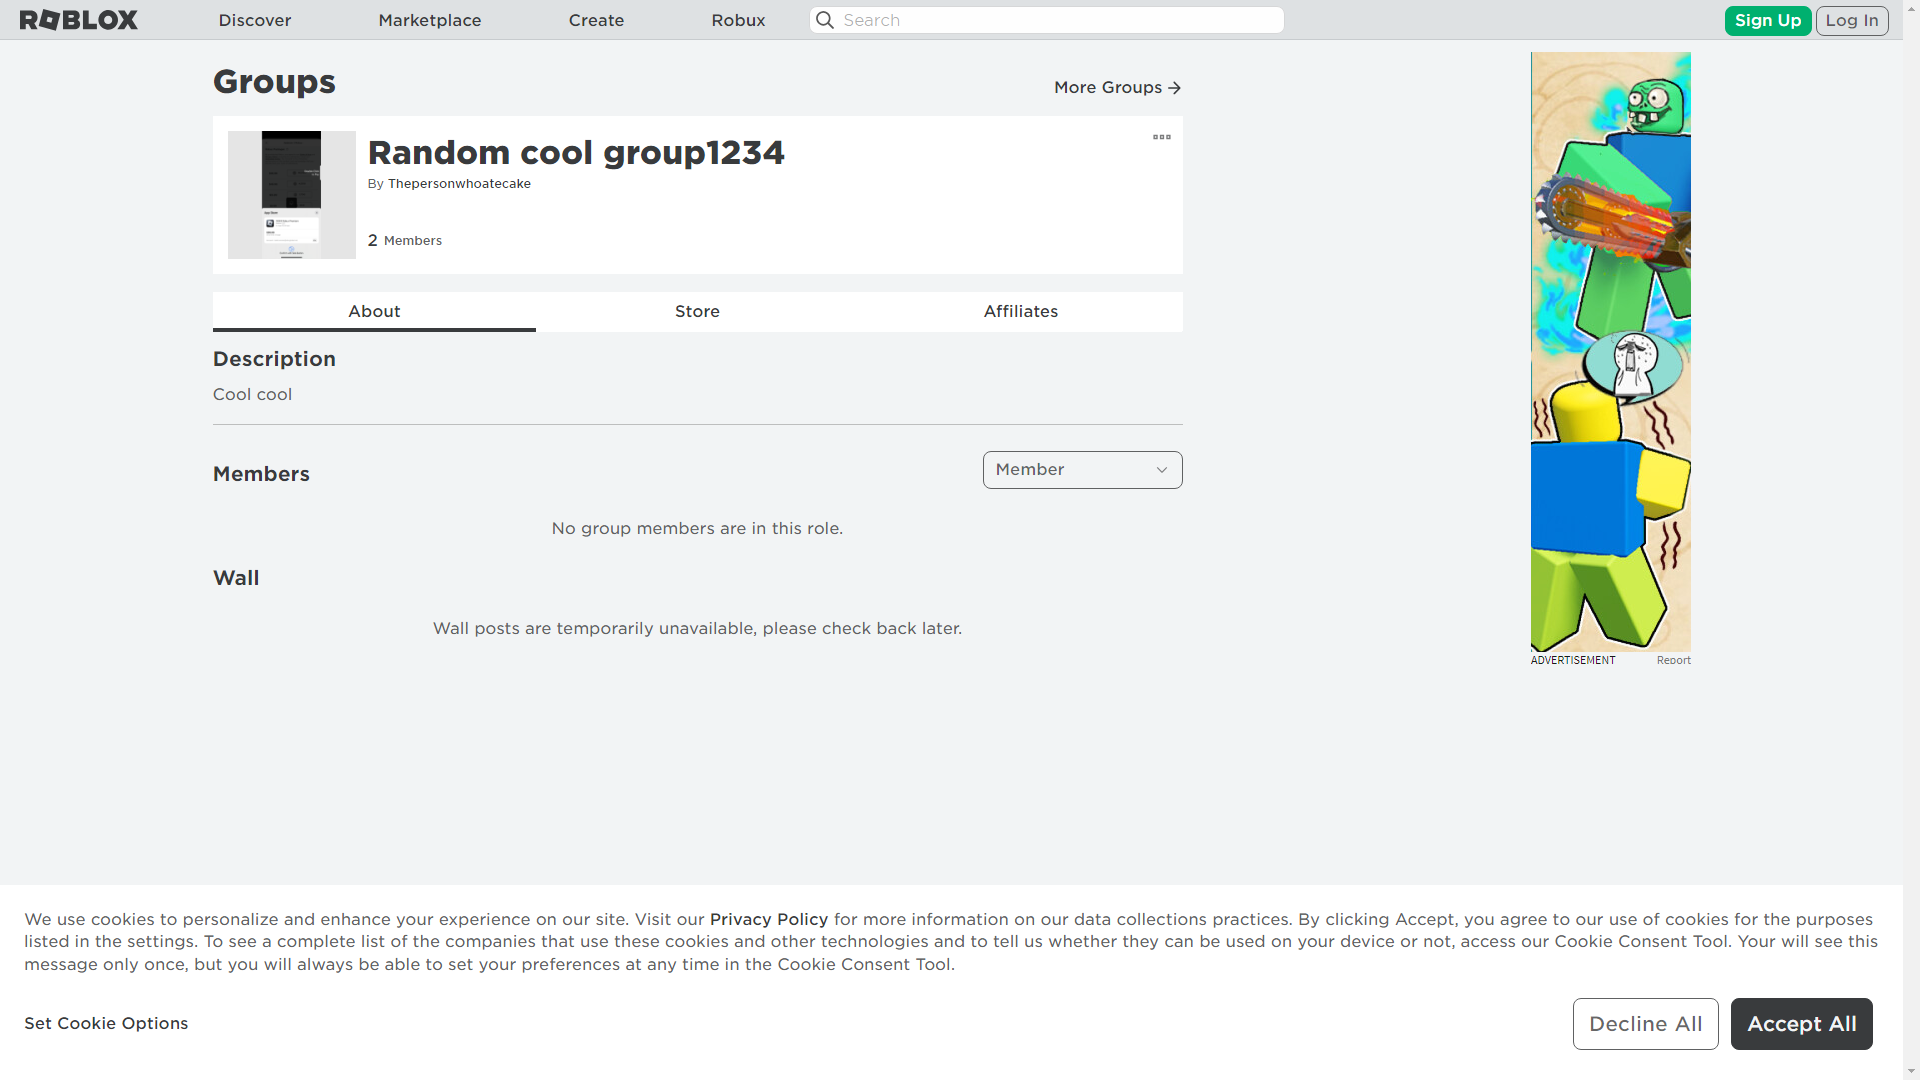 ROBLOX
Discover
Marketplace
Create
Robux
Search
Sign Up
Log In
Groups
More Groups
Random cool group1234
By Thepersonwhoatecake
2 Members
About
Store
Affiliates
Description
Cool cool
Members
Member
No group members are in this role.
Wall
Wall posts are temporarily unavailable, please check back later.
ADVERTISEMENT
Report
We use cookies to personalize and enhance your experience on our site. Visit our Privacy Policy for more information on our data collections practices. By clicking Accept, you agree to our use of cookies for the purposes
listed in the settings. To see a complete list of the companies that use these cookies and other technologies and to tell us whether they can be used on your device or not, access our Cookie Consent Tool. Your will see this
message only once, but you will always be able to set your preferences at any time in the Cookie Consent Tool.
Set Cookie Options
Decline All
Accept All